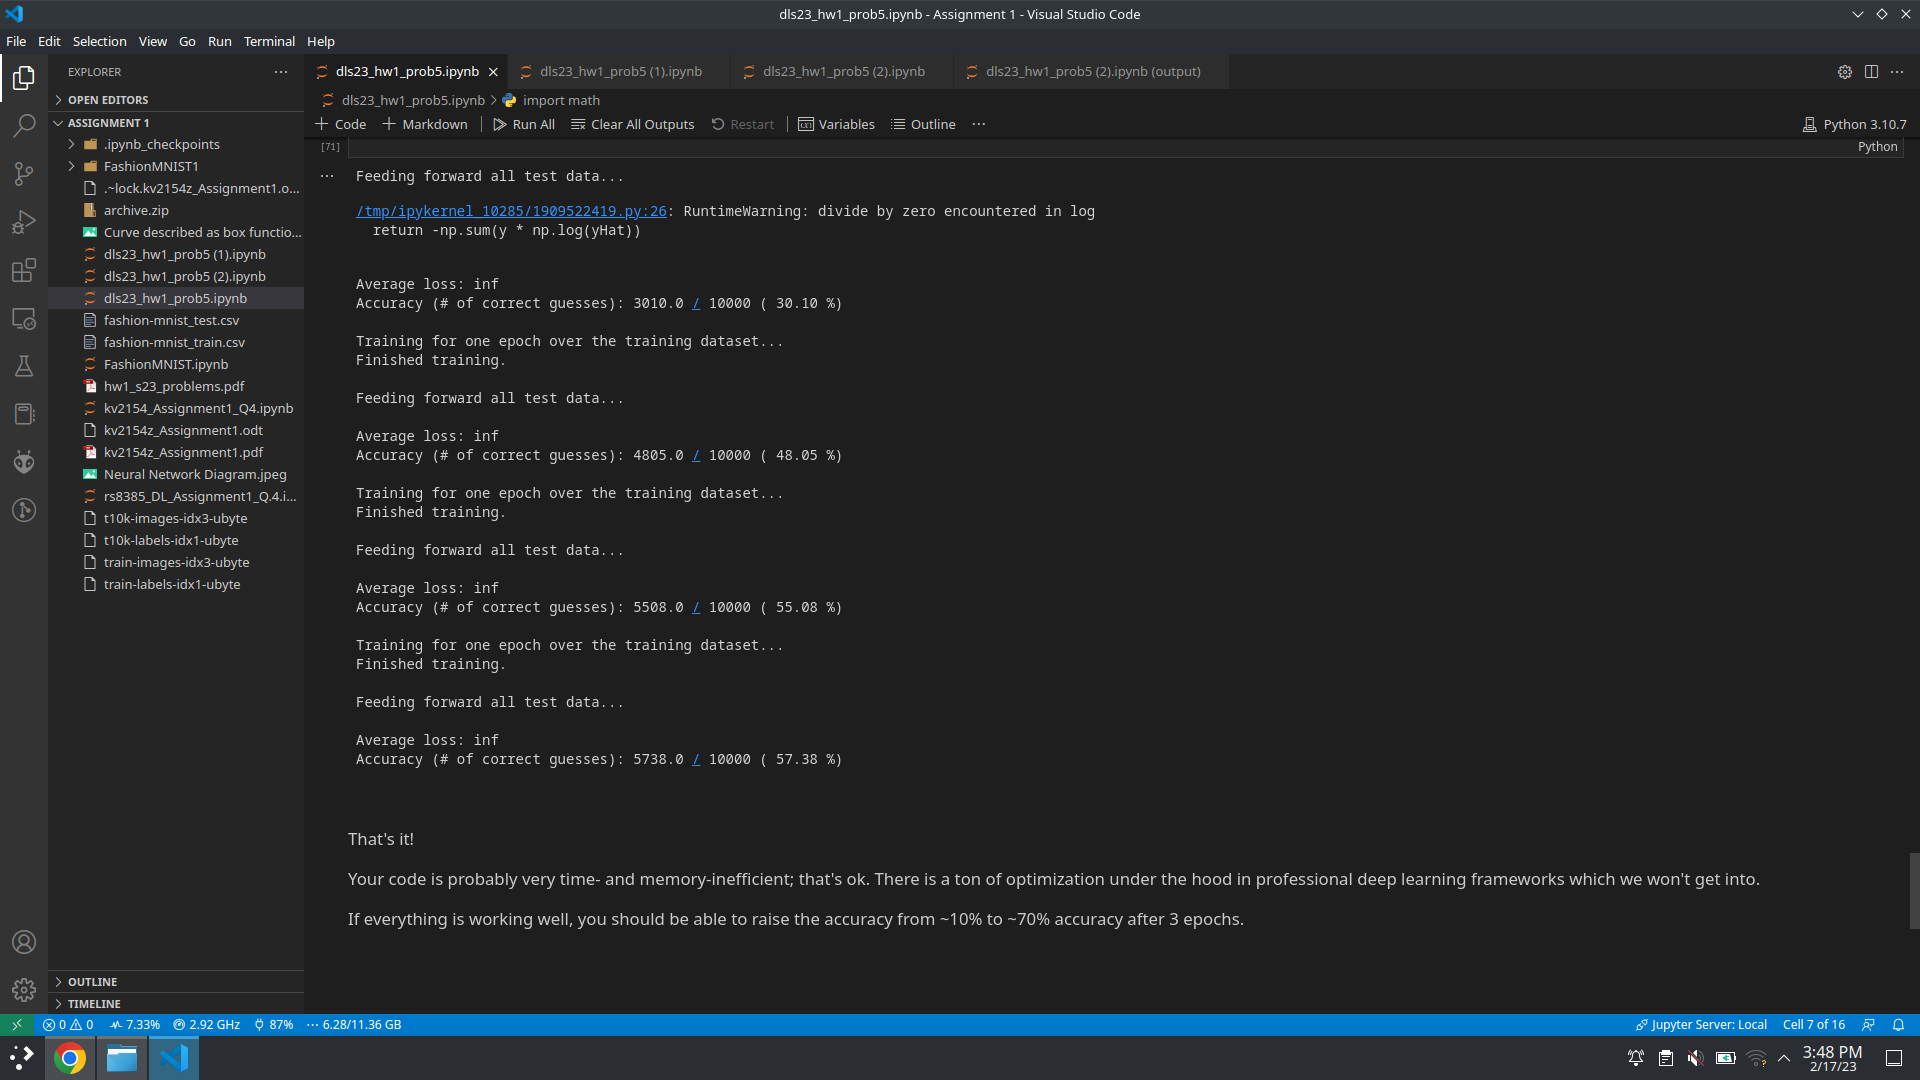 dls23_hw1_prob5.ipynb - Assignment 1 - Visual Studio Code
File Edit Selection View Go Run Terminal Help
EXPLORER
OPEN EDITORS
ASSIGNMENT 1
.ipynb_checkpoints
FashionMNIST1
.~lock.kv2154z_Assignment1.o...
archive.zip
Curve described as box functio...
dls23_hw1_prob5 (1).ipynb
dls23_hw1_prob5 (2).ipynb
dls23_hw1_prob5.ipynb
fashion-mnist_test.csv
fashion-mnist_train.csv
FashionMNIST.ipynb
hw1_s23_problems.pdf
kv2154_Assignment1_Q4.ipynb
kv2154z_Assignment1.odt
kv2154z_Assignment1.pdf
Neural Network Diagram.jpeg
rs8385_DL_Assignment1_Q.4.i...
t10k-images-idx3-ubyte
t10k-labels-idx1-ubyte
train-images-idx3-ubyte
train-labels-idx1-ubyte
OUTLINE
TIMELINE
dls23_hw1_prob5.ipynb dls23_hw1_prob5 (1).ipynb dls23_hw1_prob5 (2).ipynb dls23_hw1_prob5 (2).ipynb (output)
dls23_hw1_prob5.ipynb > import math
+ Code + Markdown Run All Clear All Outputs Restart Variables Outline ... Python 3.10.7
[71] Python
... Feeding forward all test data...
/tmp/ipykernel_10285/1909522419.py:26: RuntimeWarning: divide by zero encountered in log
return -np.sum(y * np.log(yHat))
Average loss: inf
Accuracy (# of correct guesses): 3010.0 / 10000 ( 30.10 %)
Training for one epoch over the training dataset...
Finished training.
Feeding forward all test data...
Average loss: inf
Accuracy (# of correct guesses): 4805.0 / 10000 ( 48.05 %)
Training for one epoch over the training dataset...
Finished training.
Feeding forward all test data...
Average loss: inf
Accuracy (# of correct guesses): 5508.0 / 10000 ( 55.08 %)
Training for one epoch over the training dataset...
Finished training.
Feeding forward all test data...
Average loss: inf
Accuracy (# of correct guesses): 5738.0 / 10000 ( 57.38 %)
That's it!
Your code is probably very time- and memory-inefficient; that's ok. There is a ton of optimization under the hood in professional deep learning frameworks which we won't get into.
If everything is working well, you should be able to raise the accuracy from ~10% to ~70% accuracy after 3 epochs.
0 0 7.33% 2.92 GHz 87% ... 6.28/11.36 GB Jupyter Server: Local Cell 7 of 16
3:48 PM
2/17/23